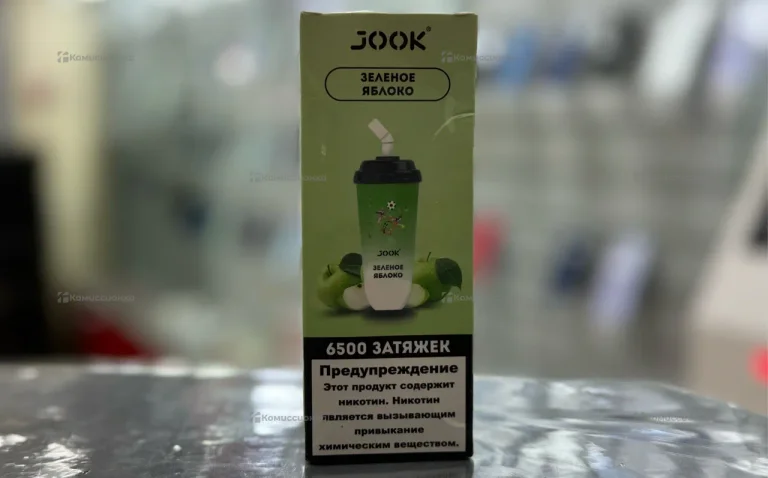 JOOK
ЗЕЛЕНОЕ
ЯБЛОКО
JOOK
ЗЕЛЕНОЕ
ЯБЛОКО
6500 ЗАТЯЖЕК
Предупреждение
Этот продукт содержит
никотин. Никотин
является вызывающим
привыкание
химическим веществом.